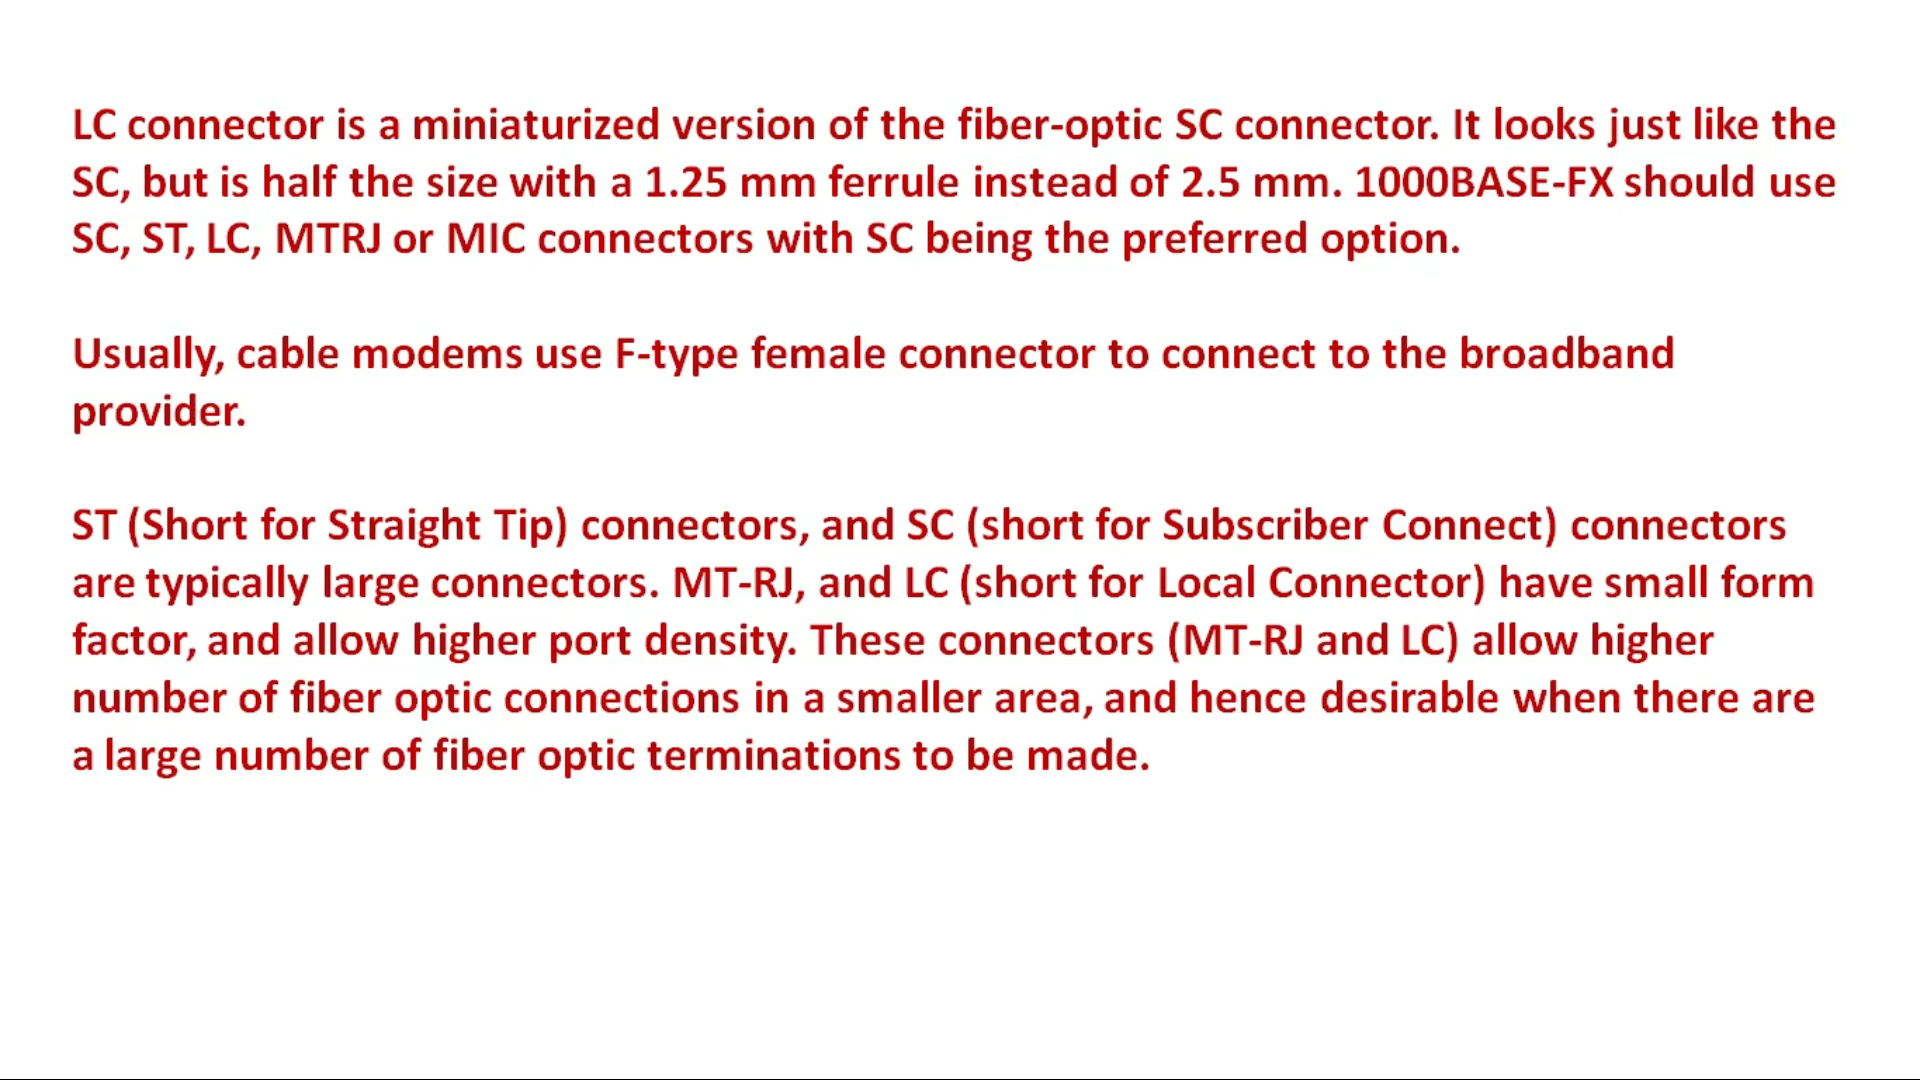 LC connector is a miniaturized version of the fiber-optic SC connector. It looks just like the
SC, but is half the size with a 1.25 mm ferrule instead of 2.5 mm. 1000BASE-FX should use
SC, ST, LC, MTRJ or MIC connectors with SC being the preferred option.
Usually, cable modems use F-type female connector to connect to the broadband
provider.
ST (Short for Straight Tip) connectors, and SC (short for Subscriber Connect) connectors
are typically large connectors. MT-RJ, and LC (short for Local Connector) have small form
factor, and allow higher port density. These connectors (MT-RJ and LC) allow higher
number of fiber optic connections in a smaller area, and hence desirable when there are
a large number of fiber optic terminations to be made.